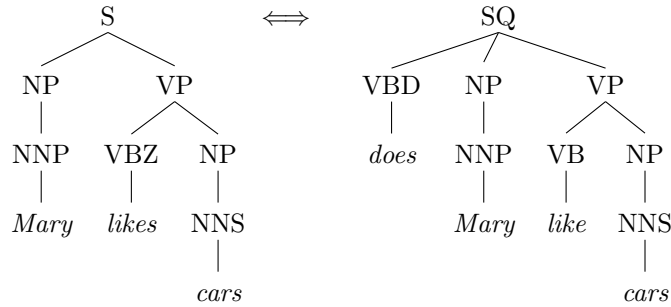 S ⟺ SQ
NP VP VBD NP VP
NNP VBZ NP does NNP VB NP
Mary likes NNS Mary like NNS
cars cars